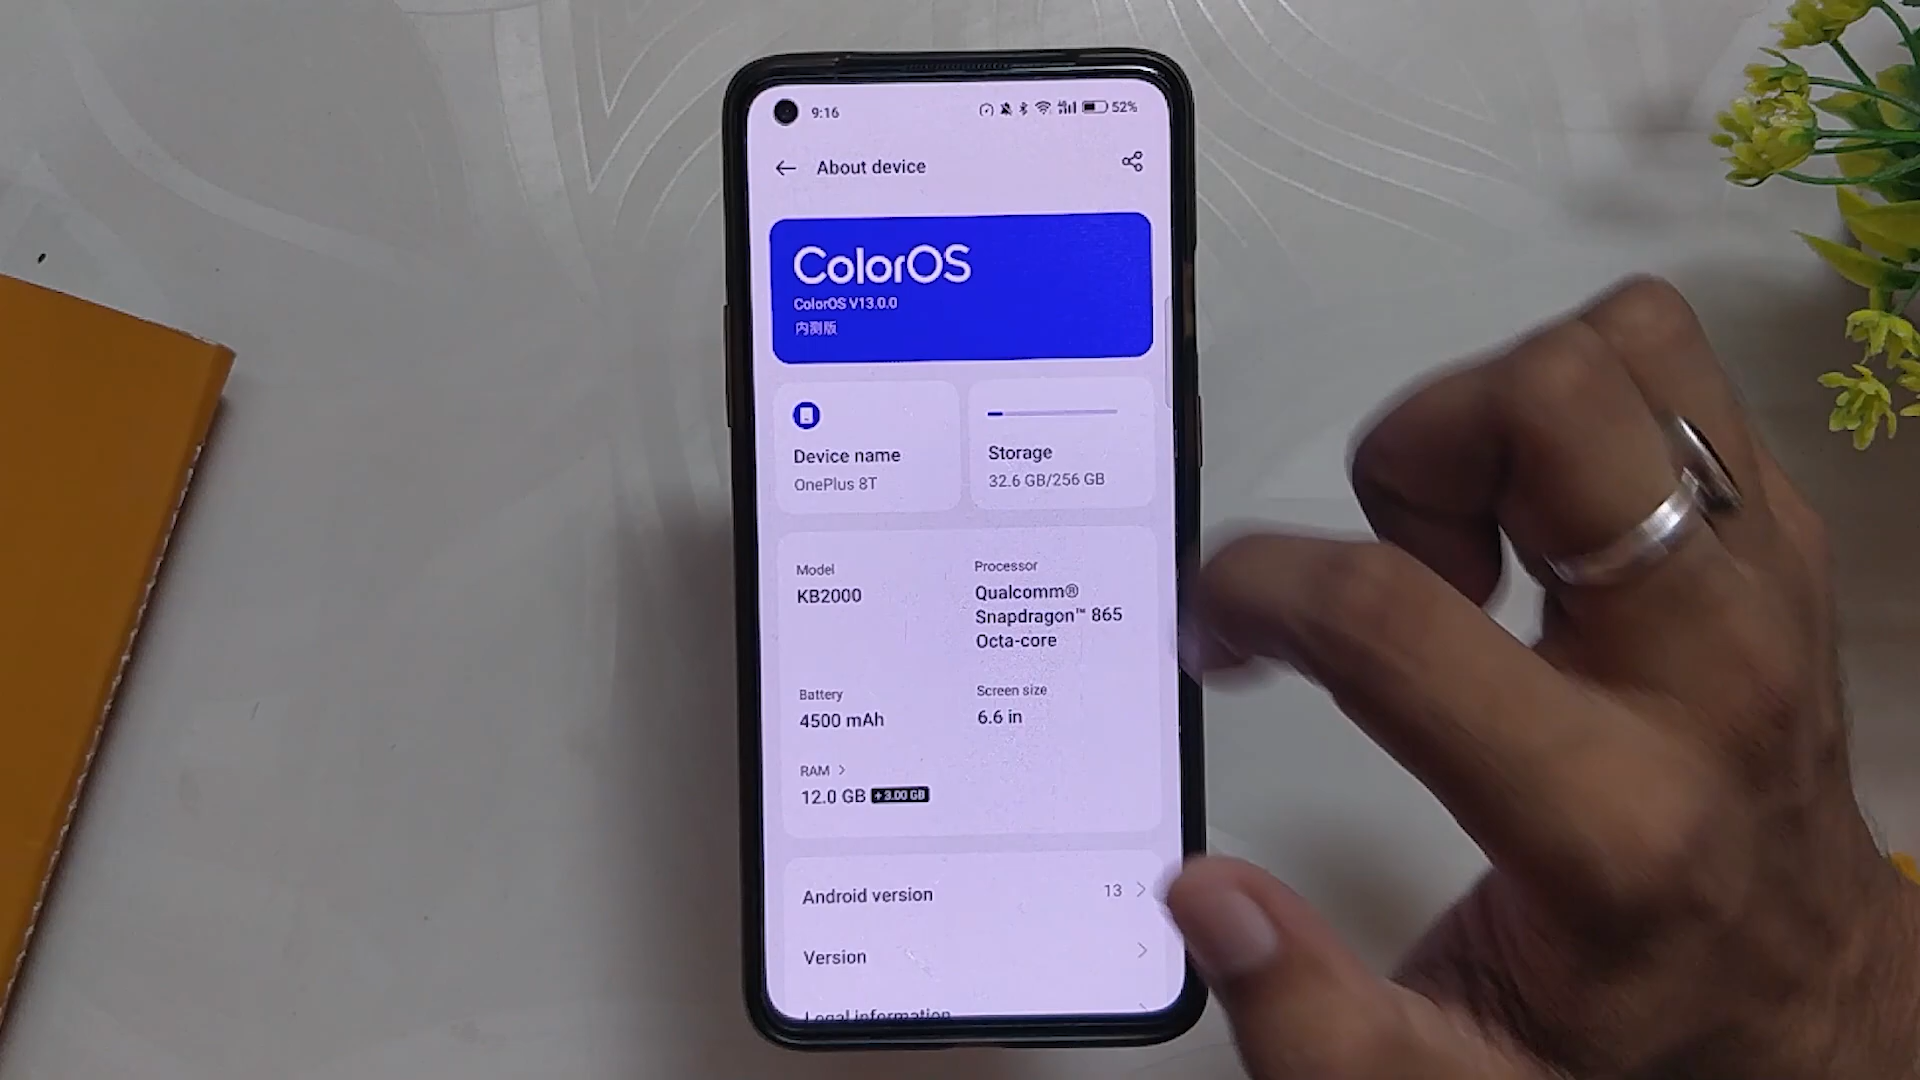 9:16
52%
About device
ColorOS
ColorOS V13.0.0
内测版
Device name
OnePlus 8T
Storage
32.6 GB/256 GB
Model
KB2000
Processor
Qualcomm®
Snapdragon™ 865
Octa-core
Battery
4500 mAh
Screen size
6.6 in
RAM >
12.0 GB +3.00 GB
Android version 13 >
Version >
Legal information